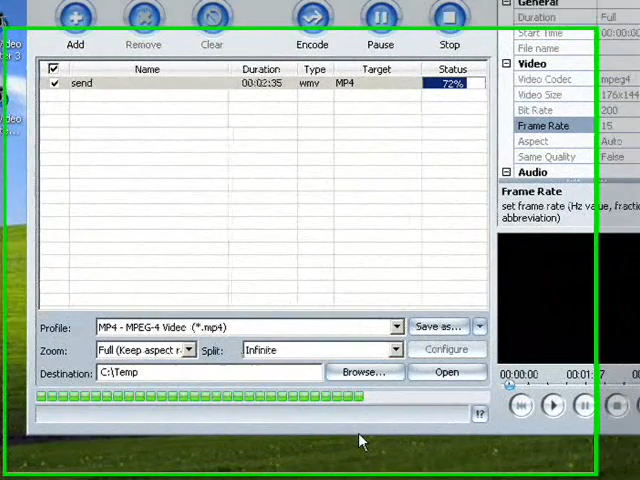 Add Remove Clear Encode Pause Stop
Name Duration Type Target Status
send 00:02:35 wmv MP4 72%
Profile: MP4 - MPEG-4 Video (*.mp4) Save as...
Zoom: Full (Keep aspect r Split: Infinite Configure
Destination: C:\Temp Browse... Open
General
Duration Full
Start Time 00:00:00
File name
Video
Video Codec mpeg4
Video Size 176x144
Bit Rate 200
Frame Rate 15
Aspect Auto
Same Quality False
Audio
Frame Rate
set frame rate (Hz value, fractio
abbreviation)
00:00:00